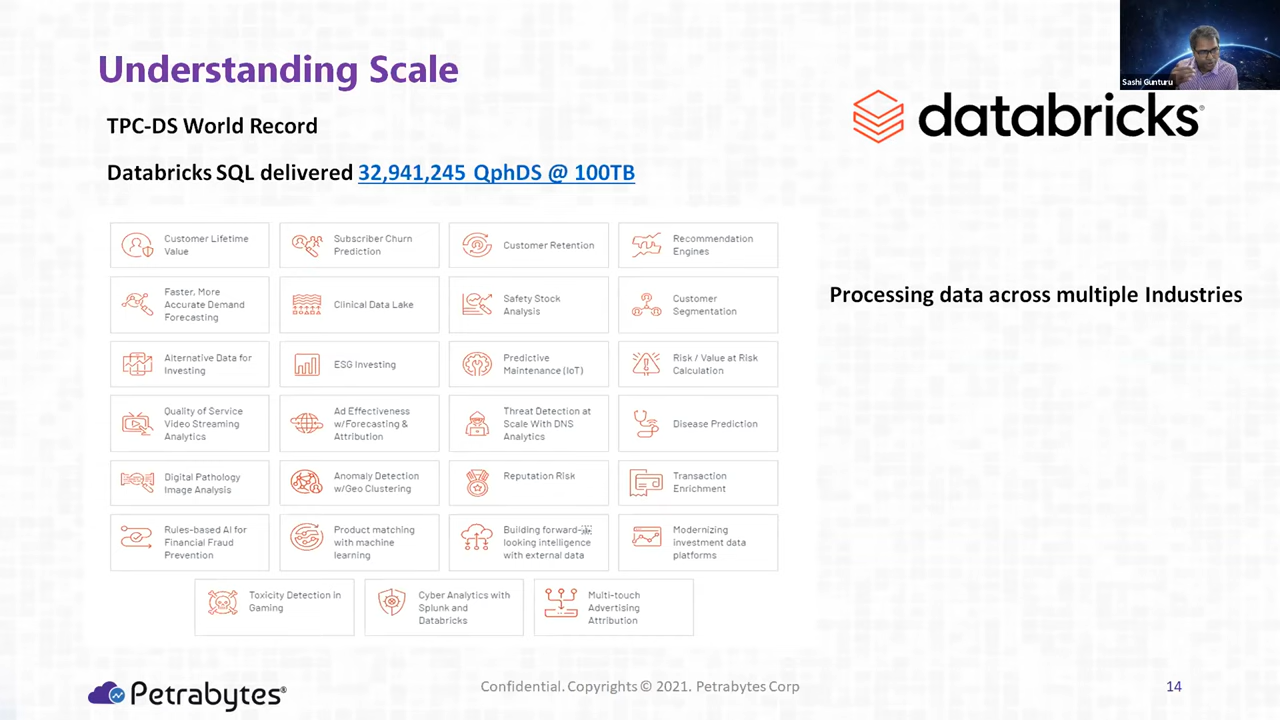 Understanding Scale
Sashi Gunturu
databricks®
TPC-DS World Record
Databricks SQL delivered 32,941,245 QphDS @ 100TB
Processing data across multiple Industries
Customer Lifetime
Value
Subscriber Churn
Prediction
Customer Retention
Recommendation
Engines
Faster, More
Accurate Demand
Forecasting
Clinical Data Lake
Safety Stock
Analysis
Customer
Segmentation
Alternative Data for
Investing
ESG Investing
Predictive
Maintenance (IoT)
Risk / Value at Risk
Calculation
Quality of Service
Video Streaming
Analytics
Ad Effectiveness
w/Forecasting &
Attribution
Threat Detection at
Scale With DNS
Analytics
Disease Prediction
Digital Pathology
Image Analysis
Anomaly Detection
w/Geo Clustering
Reputation Risk
Transaction
Enrichment
Rules-based AI for
Financial Fraud
Prevention
Product matching
with machine
learning
Building forward-
looking intelligence
with external data
Modernizing
investment data
platforms
Toxicity Detection in
Gaming
Cyber Analytics with
Splunk and
Databricks
Multi-touch
Advertising
Attribution
Petrabytes®
Confidential. Copyrights © 2021. Petrabytes Corp
14